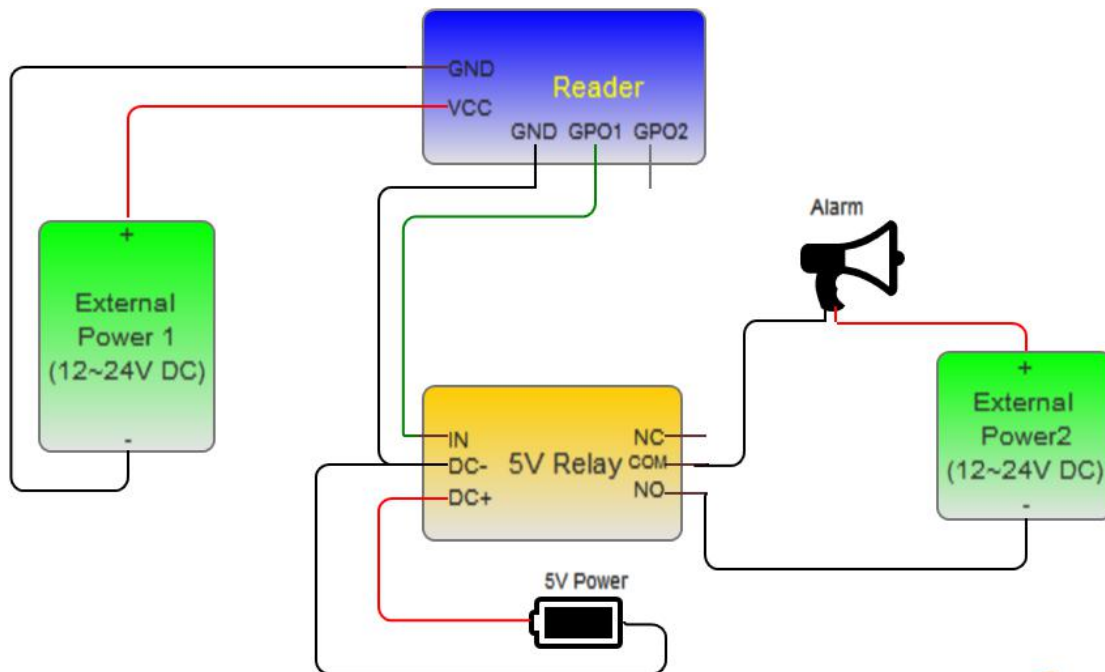 GND
Reader
VCC
GND GPO1 GPO2
Alarm
+
External
Power 1
(12~24V DC)
-
+
External
Power2
(12~24V DC)
-
IN
DC-
DC+
5V Relay
NC
COM
NO
5V Power